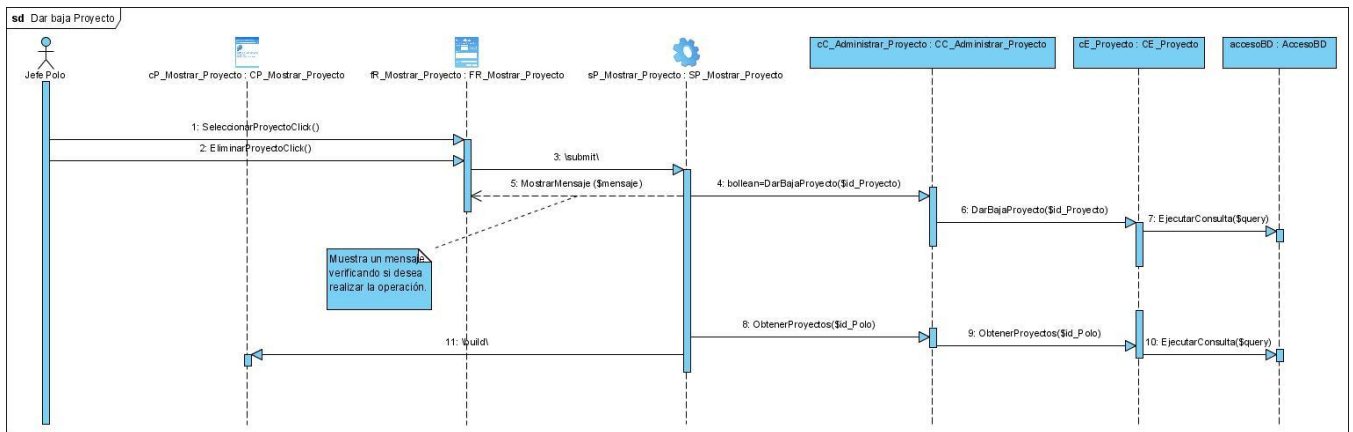 sd Dar baja Proyecto
Jefe Polo
cP_Mostrar_Proyecto : CP_Mostrar_Proyecto
fR_Mostrar_Proyecto : FR_Mostrar_Proyecto
sP_Mostrar_Proyecto : SP_Mostrar_Proyecto
cC_Administrar_Proyecto : CC_Administrar_Proyecto
cE_Proyecto : CE_Proyecto
accesoBD : AccesoBD
1: SeleccionarProyectoClick()
2: EliminarProyectoClick()
3: \submit\
4: bollean=DarBajaProyecto($id_Proyecto)
5: MostrarMensaje ($mensaje)
6: DarBajaProyecto($id_Proyecto)
7: EjecutarConsulta($query)
Muestra un mensaje
verificando si desea
realizar la operación.
8: ObtenerProyectos($id_Polo)
9: ObtenerProyectos($id_Polo)
10: EjecutarConsulta($query)
11: \build\